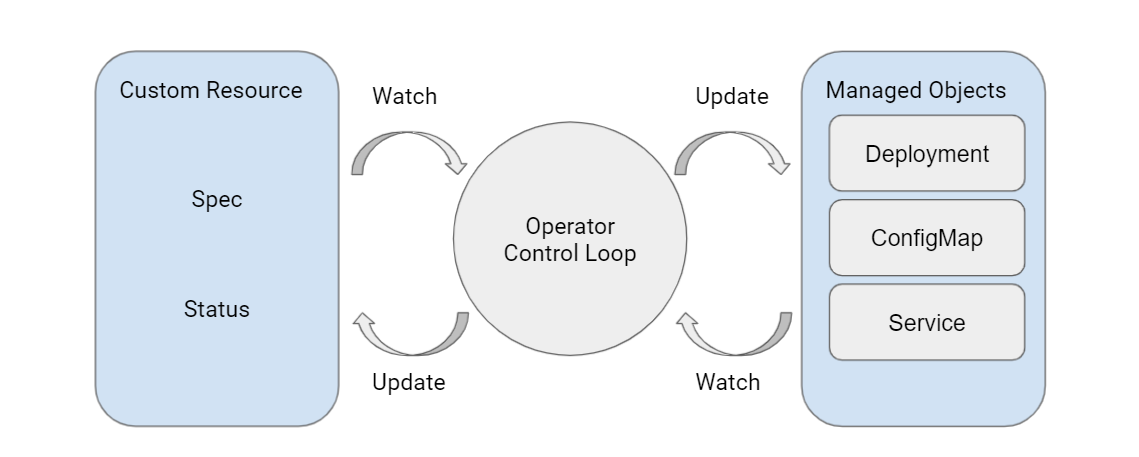 Custom Resource
Spec
Status
Watch
Update
Operator
Control Loop
Update
Watch
Managed Objects
Deployment
ConfigMap
Service